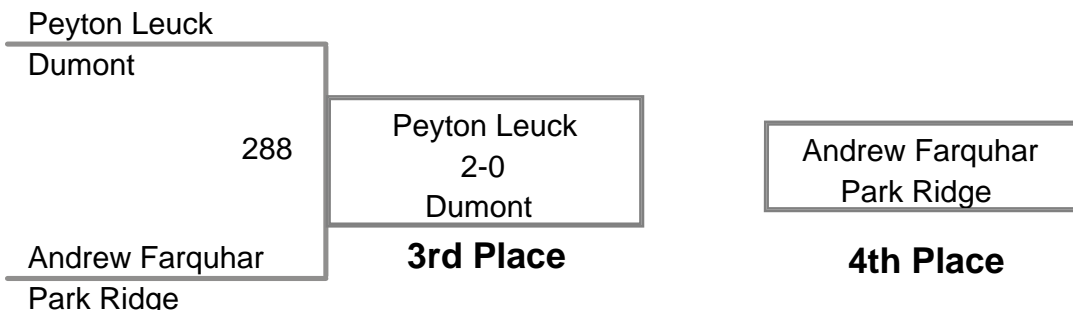 Peyton Leuck
Dumont
288
Andrew Farquhar
Park Ridge
Peyton Leuck
2-0
Dumont
3rd Place
Andrew Farquhar
Park Ridge
4th Place